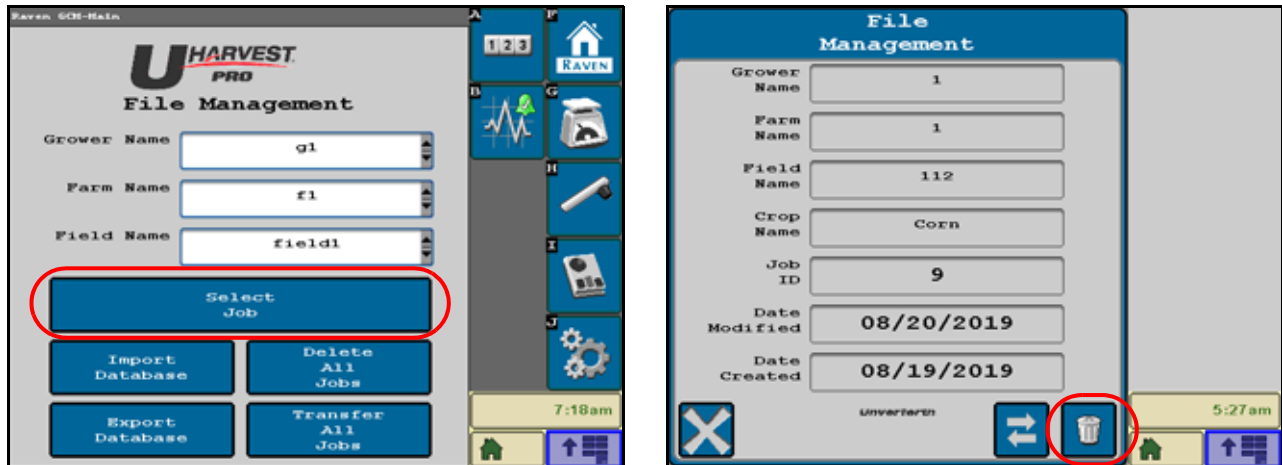 Raven GCM-Main
UHARVEST
PRO
File Management
Grower Name
g1
Farm Name
f1
Field Name
field1
Select
Job
Import
Database
Delete
All
Jobs
Export
Database
Transfer
All
Jobs
A
1 2 3
F
RAVEN
B
G
H
I
J
7:18am
File
Management
Grower
Name
1
Farm
Name
1
Field
Name
112
Crop
Name
Corn
Job
ID
9
Date
Modified
08/20/2019
Date
Created
08/19/2019
Unverferth
5:27am